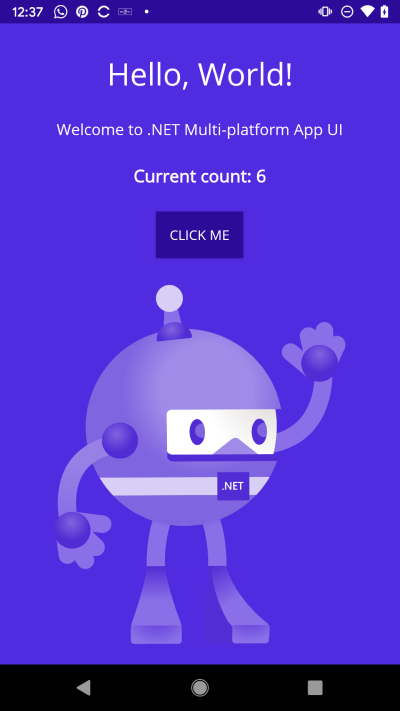 12:37
Hello, World!
Welcome to .NET Multi-platform App UI
Current count: 6
CLICK ME
.NET